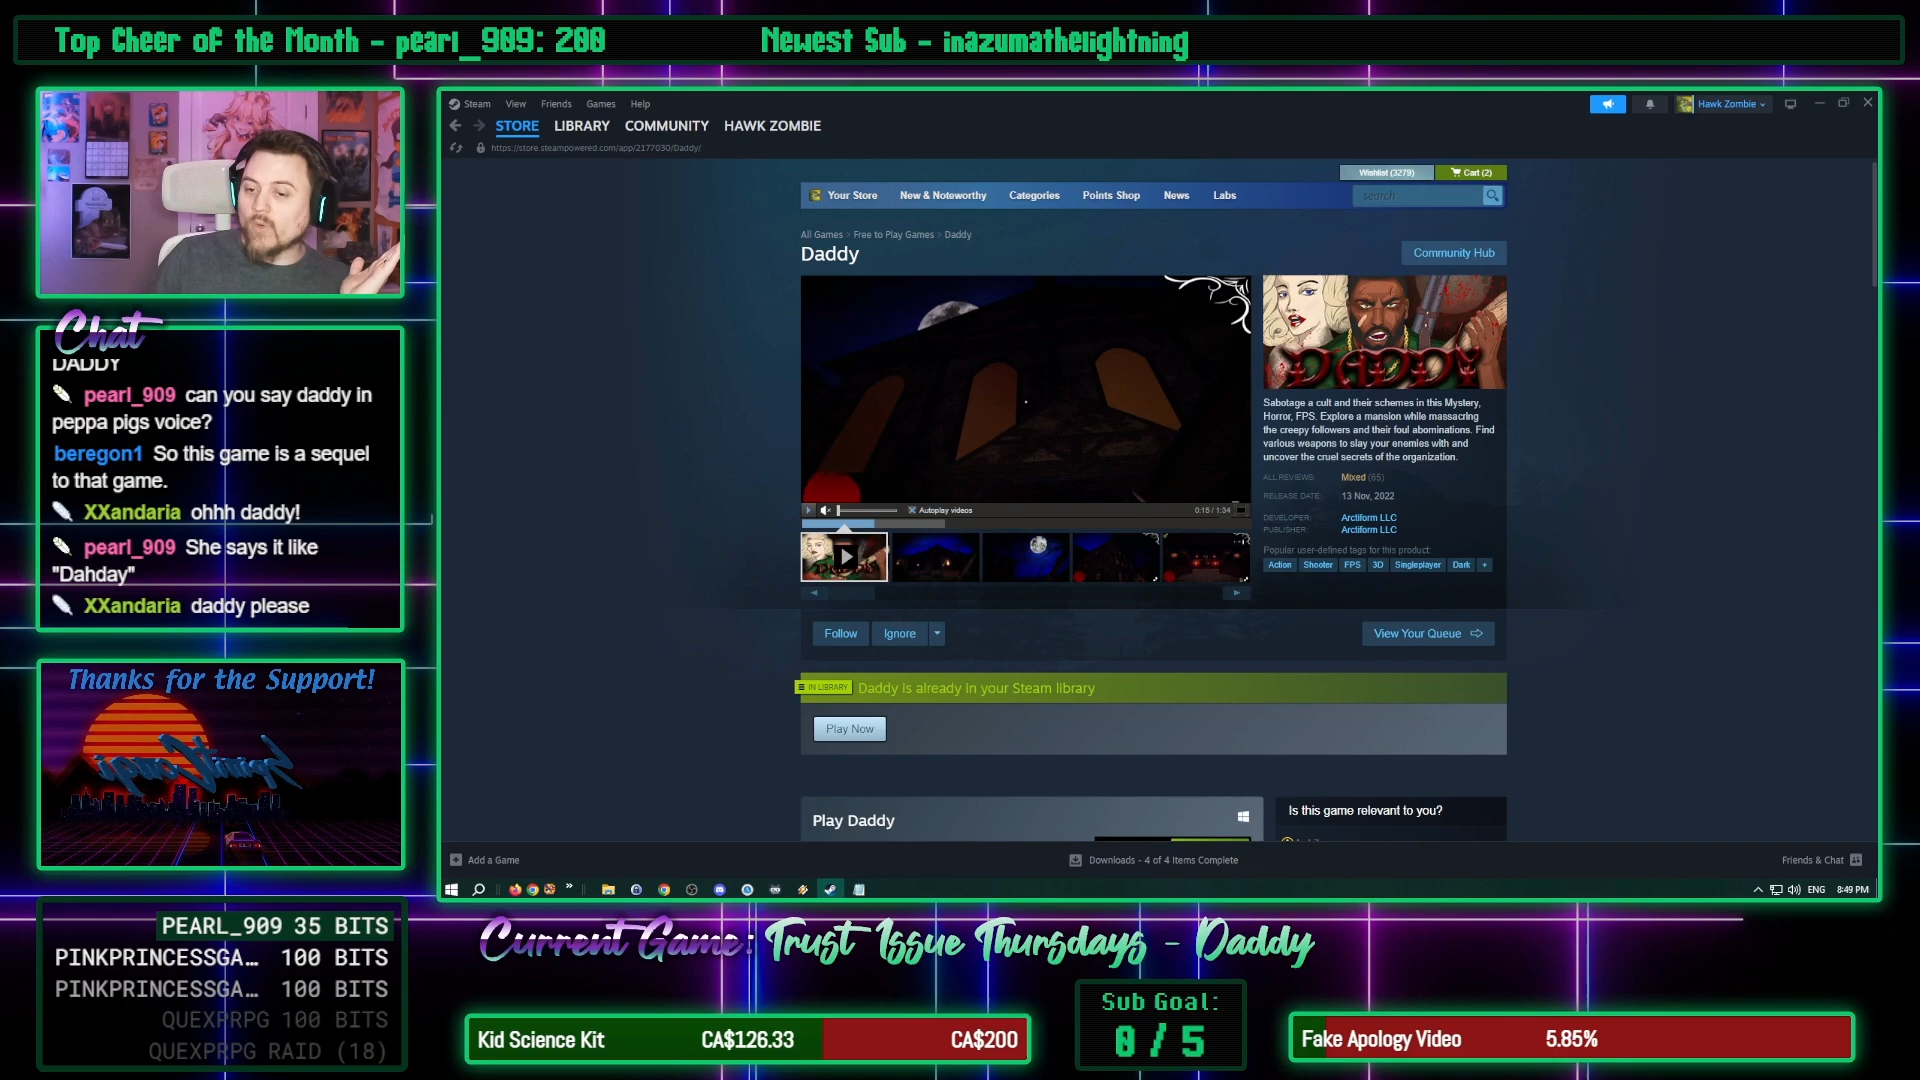 Top Cheer of the Month - pearl_909: 200
Newest Sub - inazumathelightning
Steam View Friends Games Help
Hawk Zombie
STORE LIBRARY COMMUNITY HAWK ZOMBIE
https://store.steampowered.com/app/2177030/Daddy/
Wishlist (3279) Cart (2)
Your Store New & Noteworthy Categories Points Shop News Labs
search
All Games > Free to Play Games > Daddy
Daddy
Community Hub
DADDY
Sabotage a cult and their schemes in this Mystery,
Horror, FPS. Explore a mansion while massacring
the creepy followers and their foul abominations. Find
various weapons to slay your enemies with and
uncover the cruel secrets of the organization.
ALL REVIEWS: Mixed (65)
RELEASE DATE: 13 Nov, 2022
DEVELOPER: Arctiform LLC
PUBLISHER: Arctiform LLC
Popular user-defined tags for this product:
Action Shooter FPS 3D Singleplayer Dark +
Autoplay videos
0:15 / 1:34
Follow Ignore
View Your Queue
IN LIBRARY Daddy is already in your Steam library
Play Now
Play Daddy
Is this game relevant to you?
Add a Game
Downloads - 4 of 4 Items Complete
Friends & Chat
ENG 8:49 PM
Chat
DADDY
pearl_909 can you say daddy in
peppa pigs voice?
beregon1 So this game is a sequel
to that game.
XXandaria ohhh daddy!
pearl_909 She says it like
"Dahday"
XXandaria daddy please
Thanks for the Support!
PEARL_909 35 BITS
PINKPRINCESSGA… 100 BITS
PINKPRINCESSGA… 100 BITS
QUEXPRPG 100 BITS
QUEXPRPG RAID (18)
Current Game: Trust Issue Thursdays - Daddy
Kid Science Kit CA$126.33 CA$200
Sub Goal:
0 / 5
Fake Apology Video 5.85%